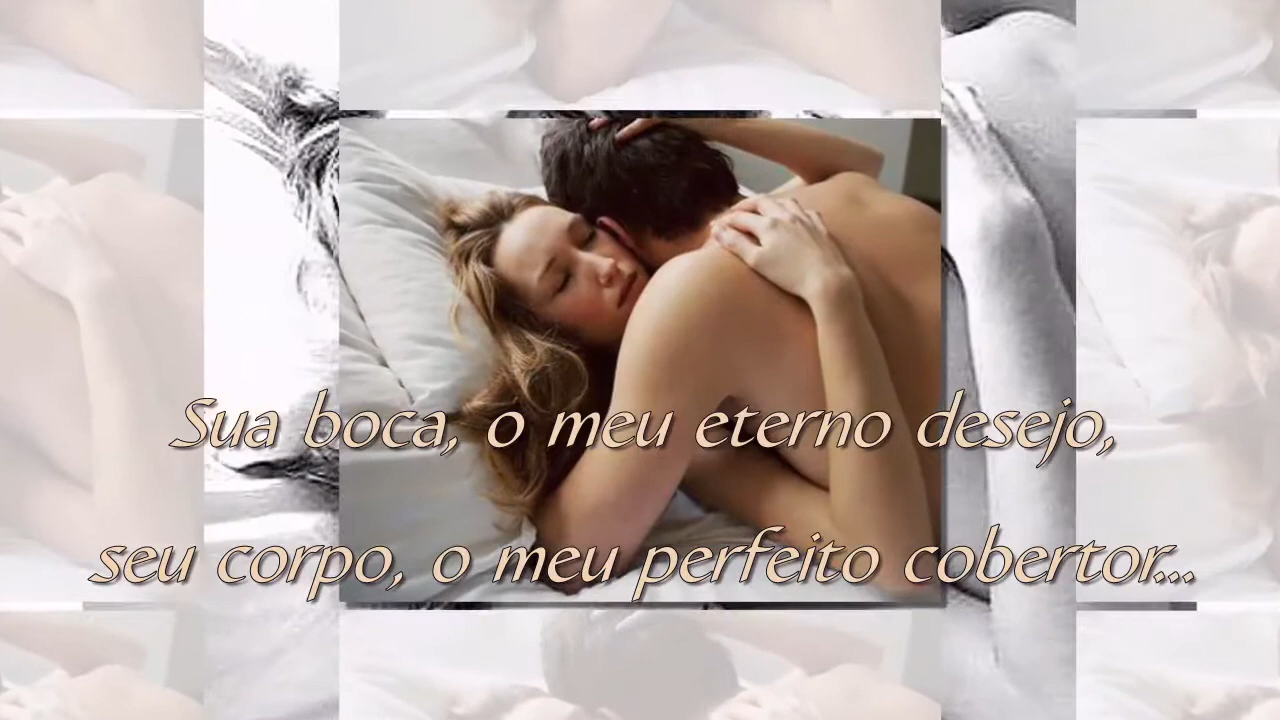 Sua boca, o meu eterno desejo,
seu corpo, o meu perfeito cobertor...